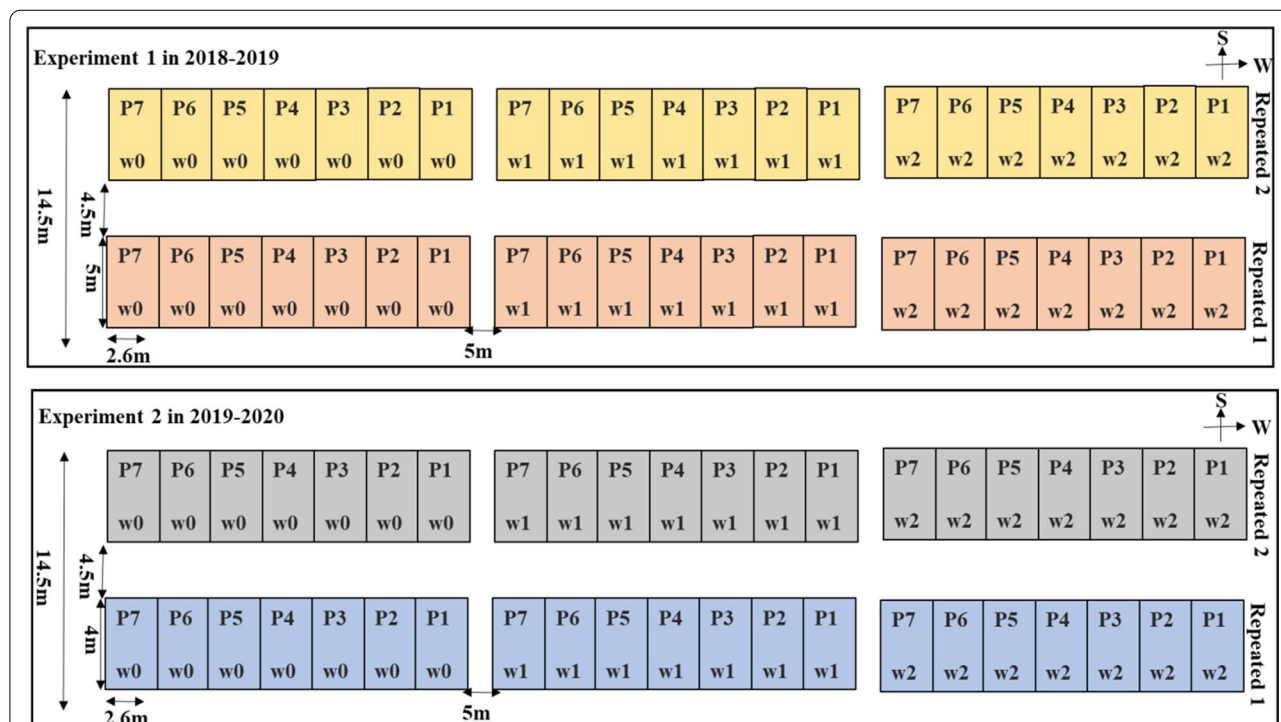 Experiment 1 in 2018-2019
S
W
P7 P6 P5 P4 P3 P2 P1 P7 P6 P5 P4 P3 P2 P1 P7 P6 P5 P4 P3 P2 P1
w0 w0 w0 w0 w0 w0 w0 w1 w1 w1 w1 w1 w1 w1 w2 w2 w2 w2 w2 w2 w2
Repeated 2
14.5m
4.5m
P7 P6 P5 P4 P3 P2 P1 P7 P6 P5 P4 P3 P2 P1 P7 P6 P5 P4 P3 P2 P1
w0 w0 w0 w0 w0 w0 w0 w1 w1 w1 w1 w1 w1 w1 w2 w2 w2 w2 w2 w2 w2
Repeated 1
5m
2.6m
5m
Experiment 2 in 2019-2020
S
W
P7 P6 P5 P4 P3 P2 P1 P7 P6 P5 P4 P3 P2 P1 P7 P6 P5 P4 P3 P2 P1
w0 w0 w0 w0 w0 w0 w0 w1 w1 w1 w1 w1 w1 w1 w2 w2 w2 w2 w2 w2 w2
Repeated 2
14.5m
4.5m
P7 P6 P5 P4 P3 P2 P1 P7 P6 P5 P4 P3 P2 P1 P7 P6 P5 P4 P3 P2 P1
w0 w0 w0 w0 w0 w0 w0 w1 w1 w1 w1 w1 w1 w1 w2 w2 w2 w2 w2 w2 w2
Repeated 1
4m
2.6m
5m